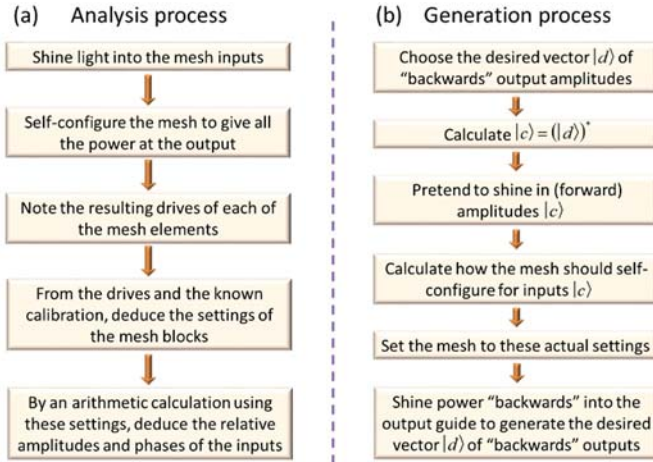 (a) Analysis process
Shine light into the mesh inputs
Self-configure the mesh to give all
the power at the output
Note the resulting drives of each of
the mesh elements
From the drives and the known
calibration, deduce the settings of
the mesh blocks
By an arithmetic calculation using
these settings, deduce the relative
amplitudes and phases of the inputs
(b) Generation process
Choose the desired vector |d⟩ of
“backwards” output amplitudes
Calculate |c⟩ = (|d⟩)*
Pretend to shine in (forward)
amplitudes |c⟩
Calculate how the mesh should self-
configure for inputs |c⟩
Set the mesh to these actual settings
Shine power “backwards” into the
output guide to generate the desired
vector |d⟩ of “backwards” outputs